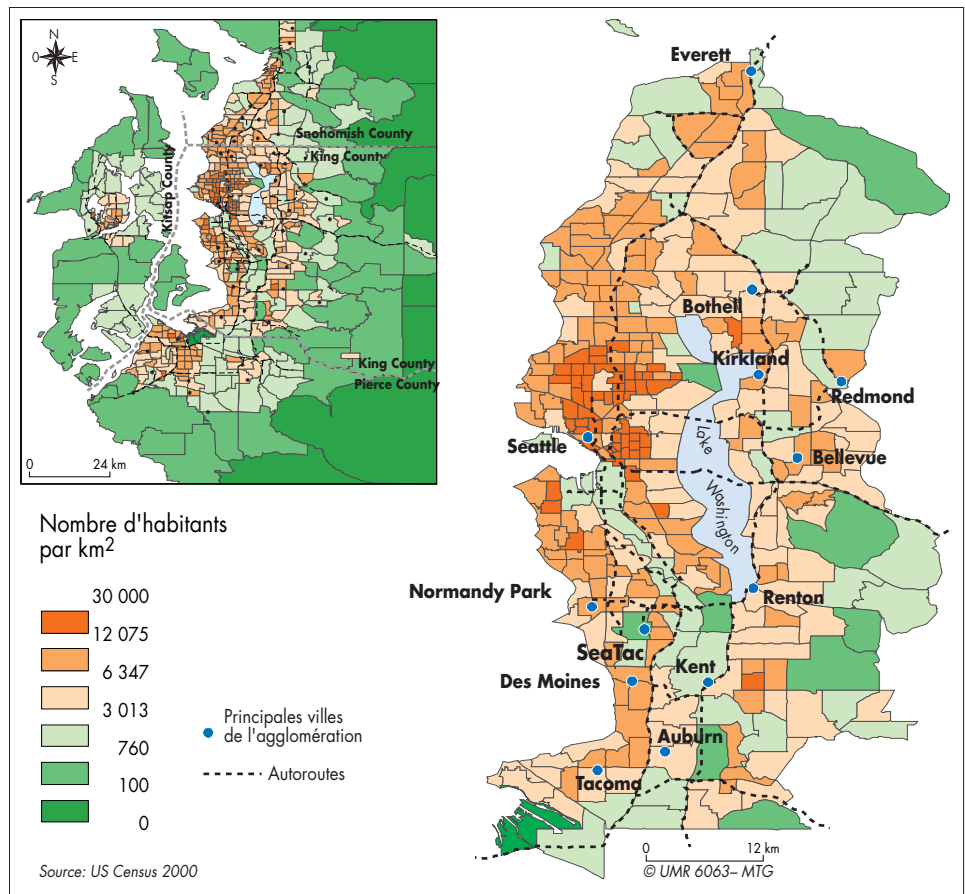 N
O
E
S
Snohomish County
King County
Kitsap County
King County
Pierce County
0
24 km
Nombre d'habitants
par km2
30 000
12 075
6 347
3 013
760
100
0
Principales villes
de l'agglomération
Autoroutes
Source: US Census 2000
Everett
Bothell
Kirkland
Redmond
Seattle
Lake
Bellevue
Washington
Normandy Park
Renton
SeaTac
Des Moines
Kent
Auburn
Tacoma
0
12 km
© UMR 6063– MTG